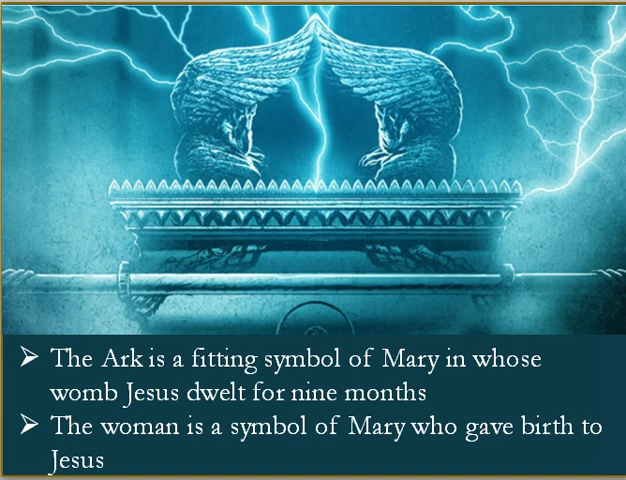 ➢ The Ark is a fitting symbol of Mary in whose
womb Jesus dwelt for nine months
➢ The woman is a symbol of Mary who gave birth to
Jesus